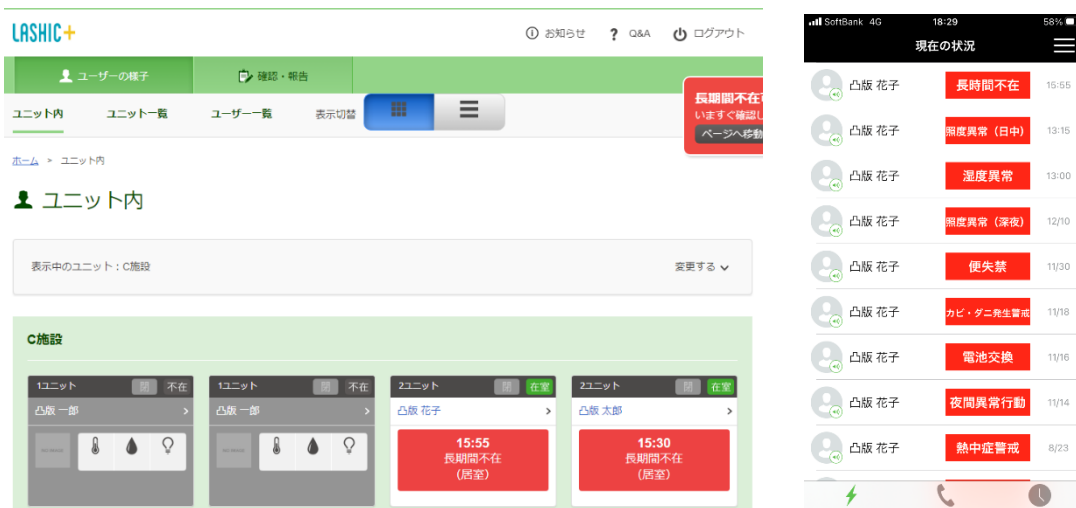 LASHIC+
お知らせ
? Q&A
ログアウト
ユーザーの様子
確認・報告
ユニット内
ユニット一覧
ユーザー一覧
表示切替
長期間不在
いますぐ確認し
ページへ移動
ホーム > ユニット内
ユニット内
表示中のユニット:C施設
変更する
C施設
1ユニット 閉 不在
凸版 一郎
1ユニット 閉 不在
凸版 一郎
2ユニット 閉 在室
凸版 花子
15:55
長期間不在
(居室)
2ユニット 閉 在室
凸版 太郎
15:30
長期間不在
(居室)
SoftBank 4G 18:29 58%
現在の状況
凸版 花子 長時間不在 15:55
凸版 花子 照度異常(日中) 13:15
凸版 花子 湿度異常 13:00
凸版 花子 照度異常(深夜) 12/10
凸版 花子 便失禁 11/30
凸版 花子 カビ・ダニ発生警戒 11/18
凸版 花子 電池交換 11/16
凸版 花子 夜間異常行動 11/14
凸版 花子 熱中症警戒 8/23